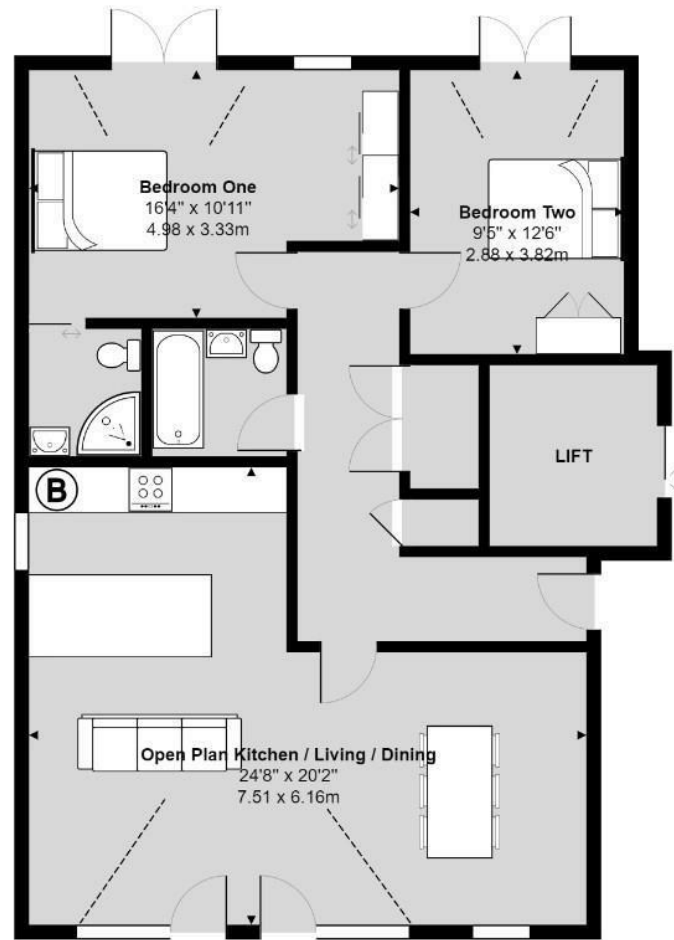 Bedroom One
16'4" x 10'11"
4.98 x 3.33m
Bedroom Two
9'5" x 12'6"
2.88 x 3.82m
LIFT
B
Open Plan Kitchen / Living / Dining
24'8" x 20'2"
7.51 x 6.16m